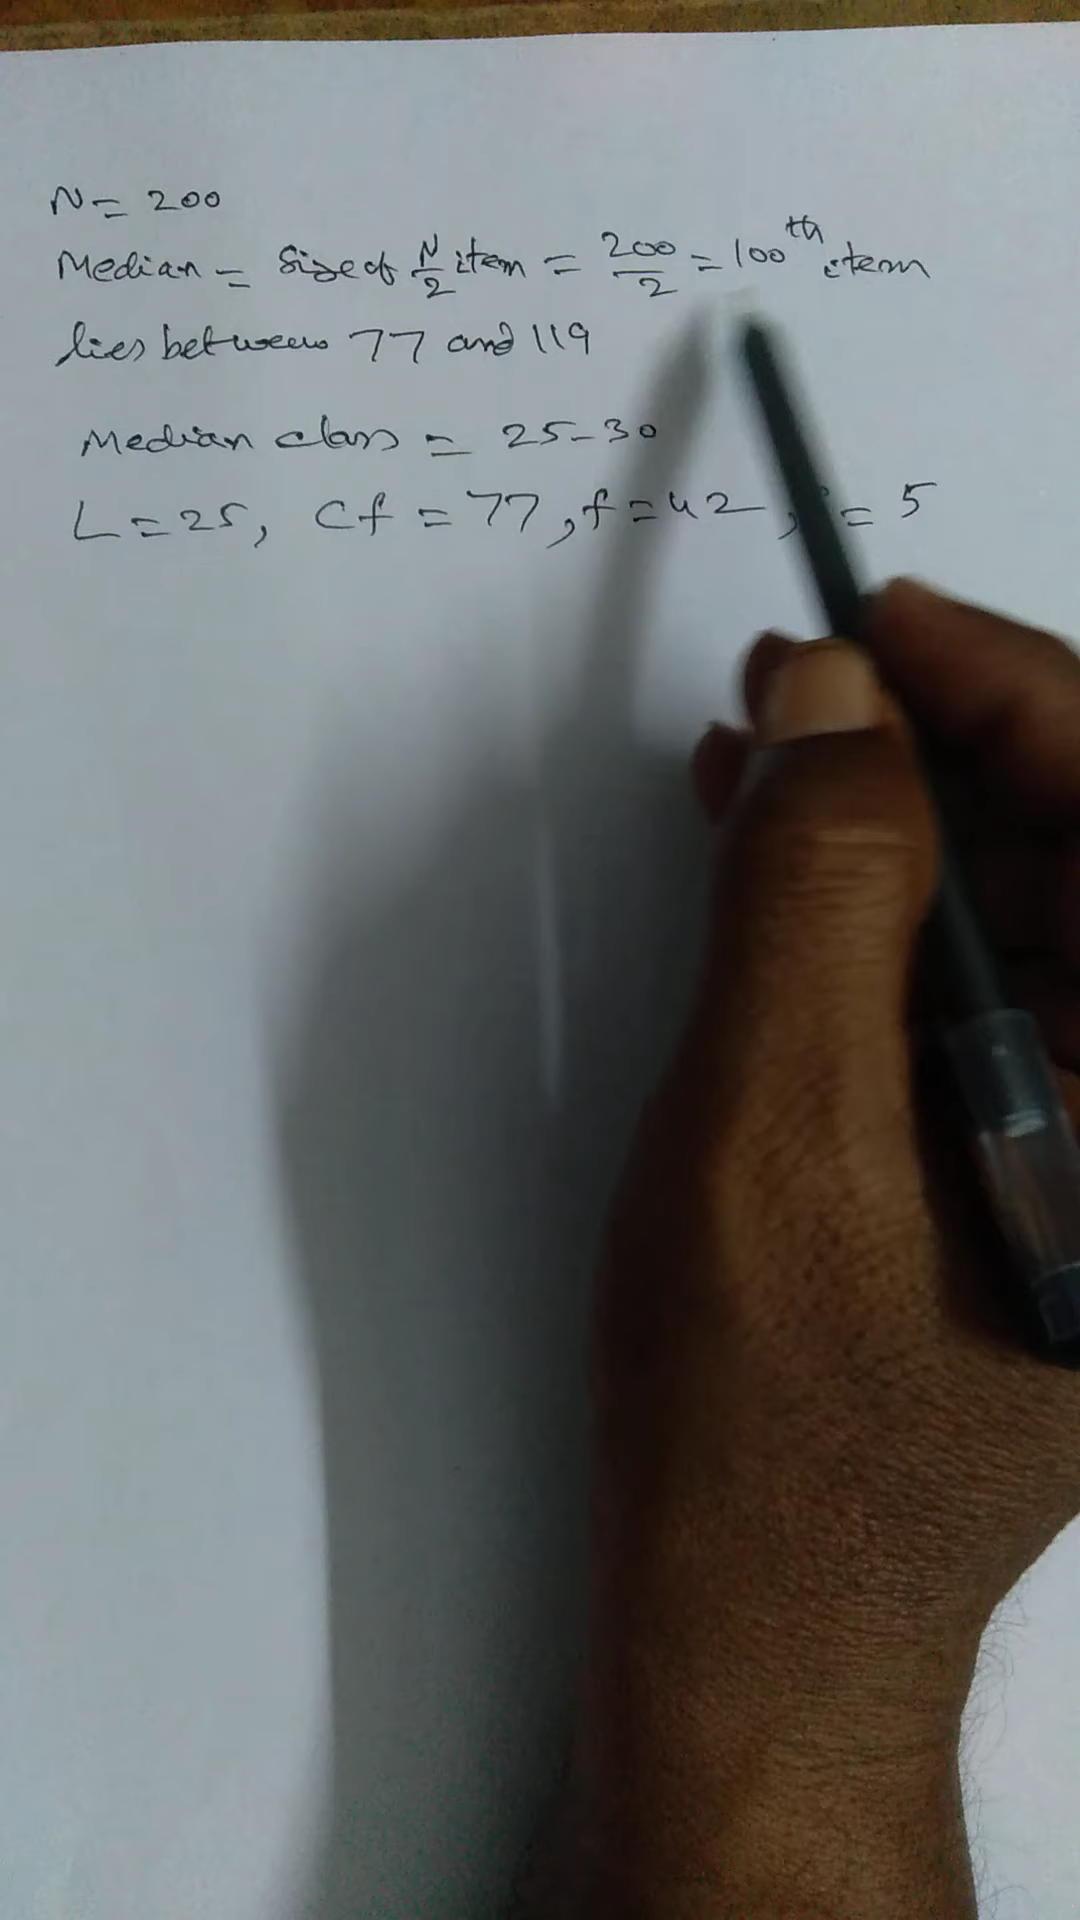 N = 200
Median = Size of N/2 item = 200/2 = 100th item
lies between 77 and 119
Median class = 25-30
L = 25, Cf = 77, f = 42, = 5